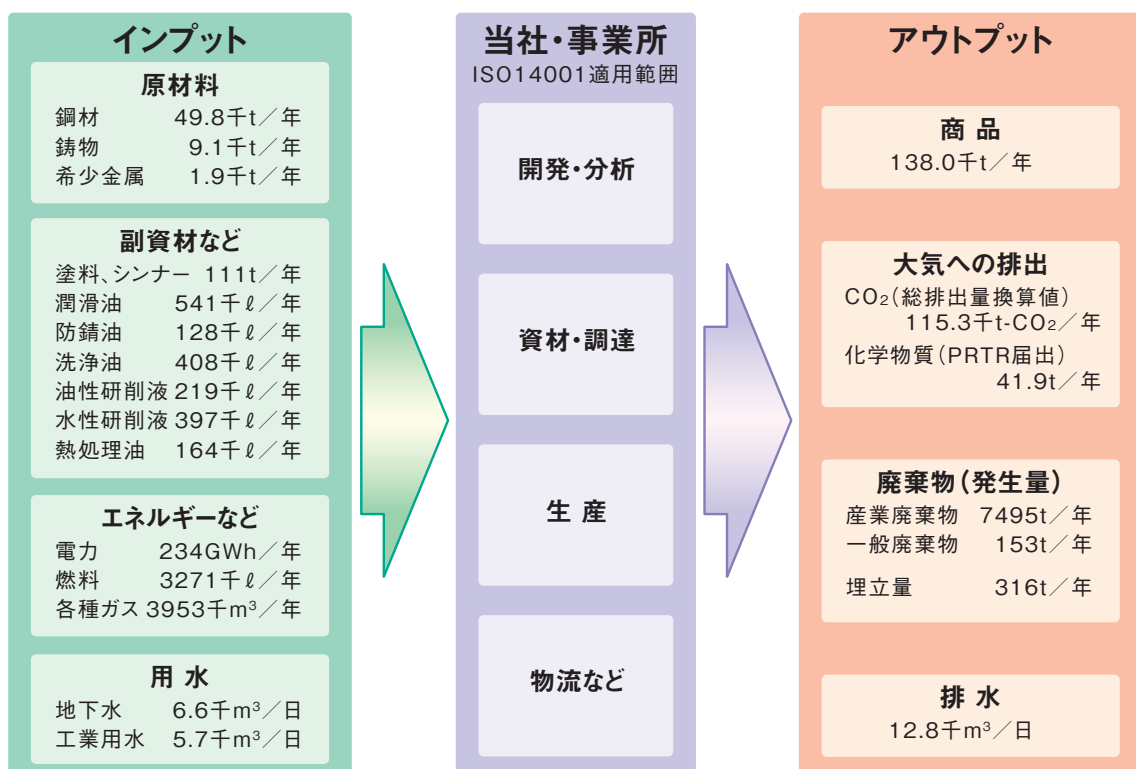 インプット
原材料
鋼材 49.8千t／年
鋳物 9.1千t／年
希少金属 1.9千t／年
副資材など
塗料、シンナー 111t／年
潤滑油 541千ℓ／年
防錆油 128千ℓ／年
洗浄油 408千ℓ／年
油性研削液 219千ℓ／年
水性研削液 397千ℓ／年
熱処理油 164千ℓ／年
エネルギーなど
電力 234GWh／年
燃料 3271千ℓ／年
各種ガス 3953千m³／年
用水
地下水 6.6千m³／日
工業用水 5.7千m³／日
当社・事業所
ISO14001適用範囲
開発・分析
資材・調達
生産
物流など
アウトプット
商品
138.0千t／年
大気への排出
CO₂（総排出量換算値）
115.3千t-CO₂／年
化学物質（PRTR届出）
41.9t／年
廃棄物（発生量）
産業廃棄物 7495t／年
一般廃棄物 153t／年
埋立量 316t／年
排水
12.8千m³／日